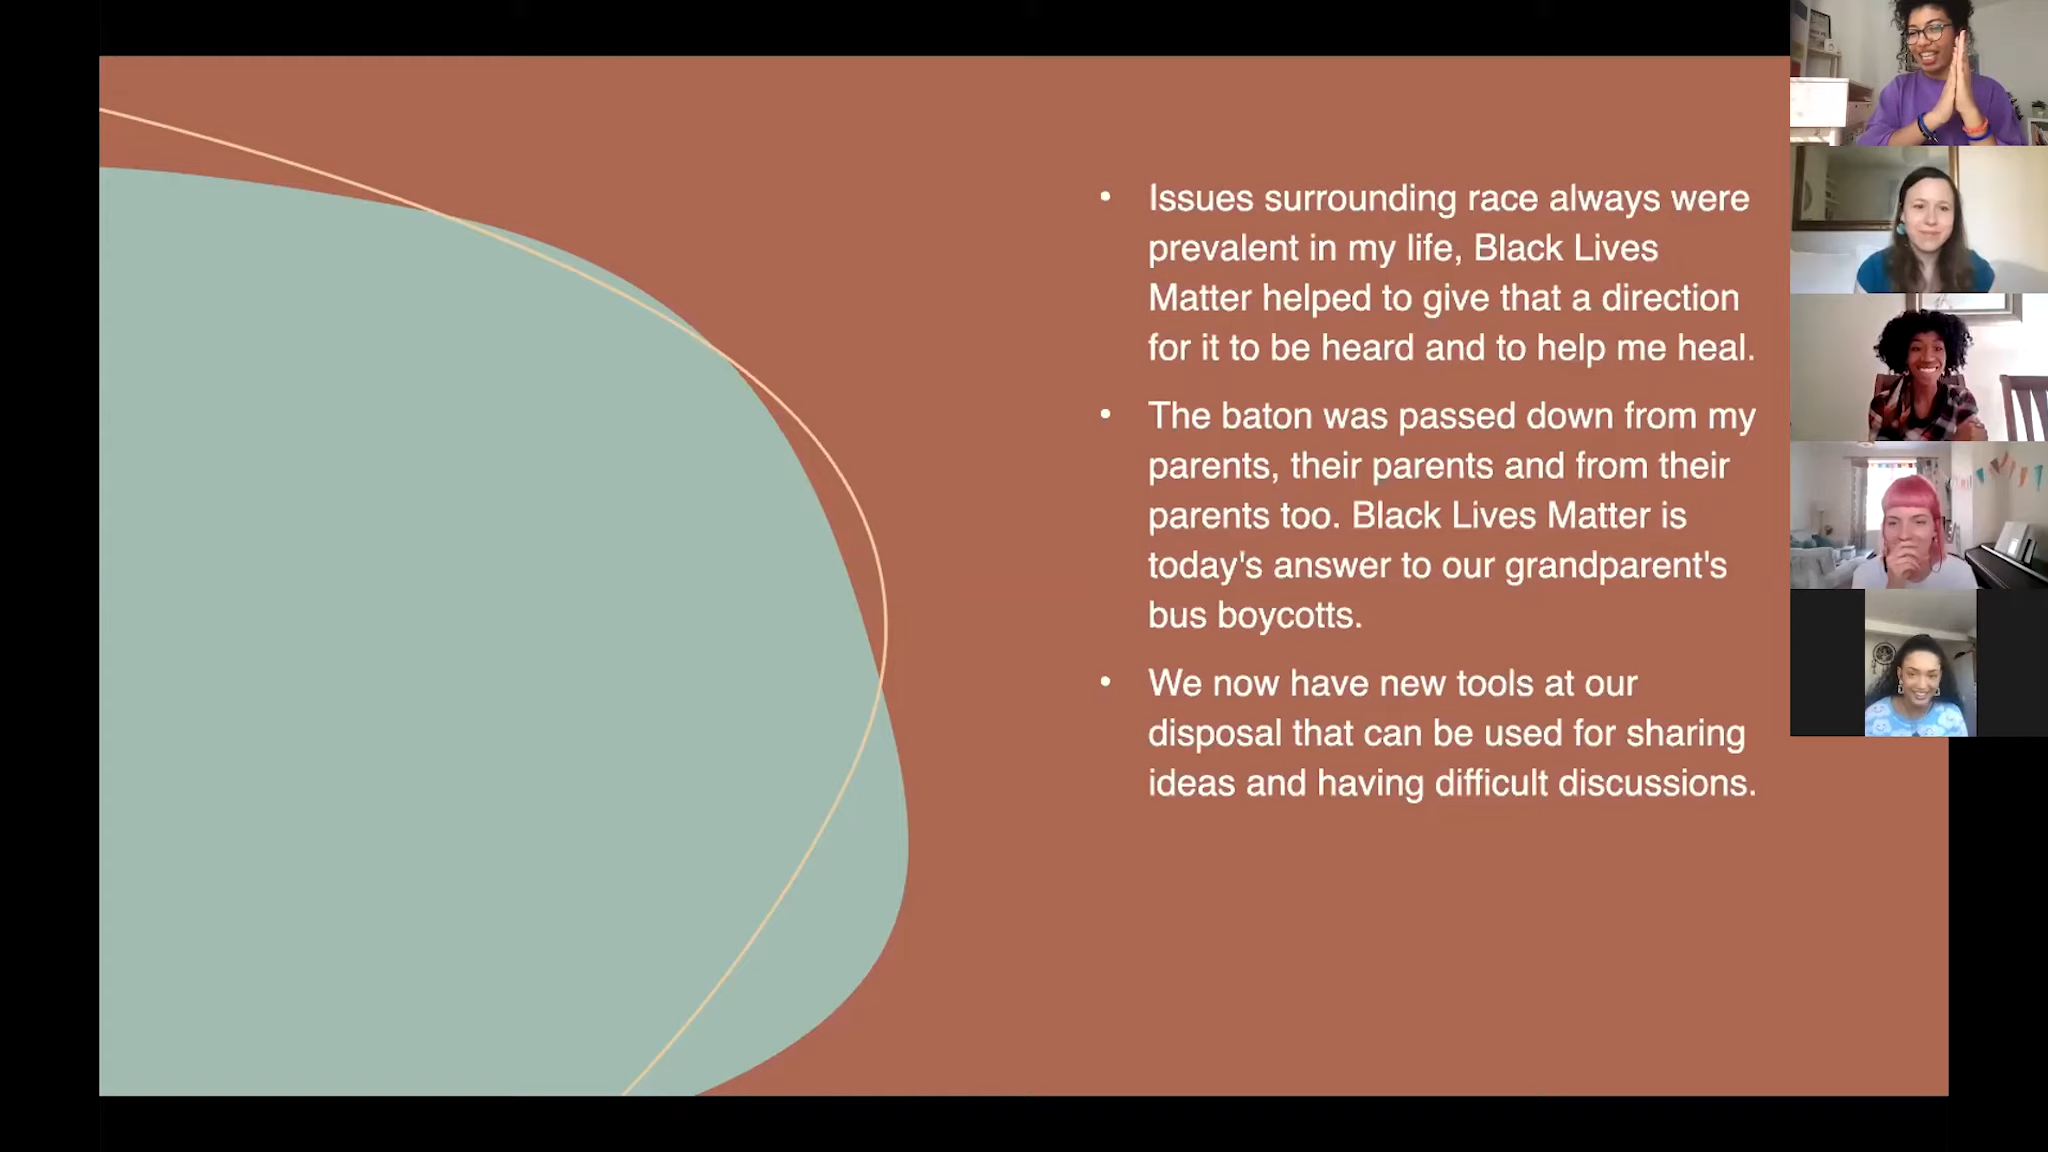 • Issues surrounding race always were
prevalent in my life, Black Lives
Matter helped to give that a direction
for it to be heard and to help me heal.
• The baton was passed down from my
parents, their parents and from their
parents too. Black Lives Matter is
today's answer to our grandparent's
bus boycotts.
• We now have new tools at our
disposal that can be used for sharing
ideas and having difficult discussions.